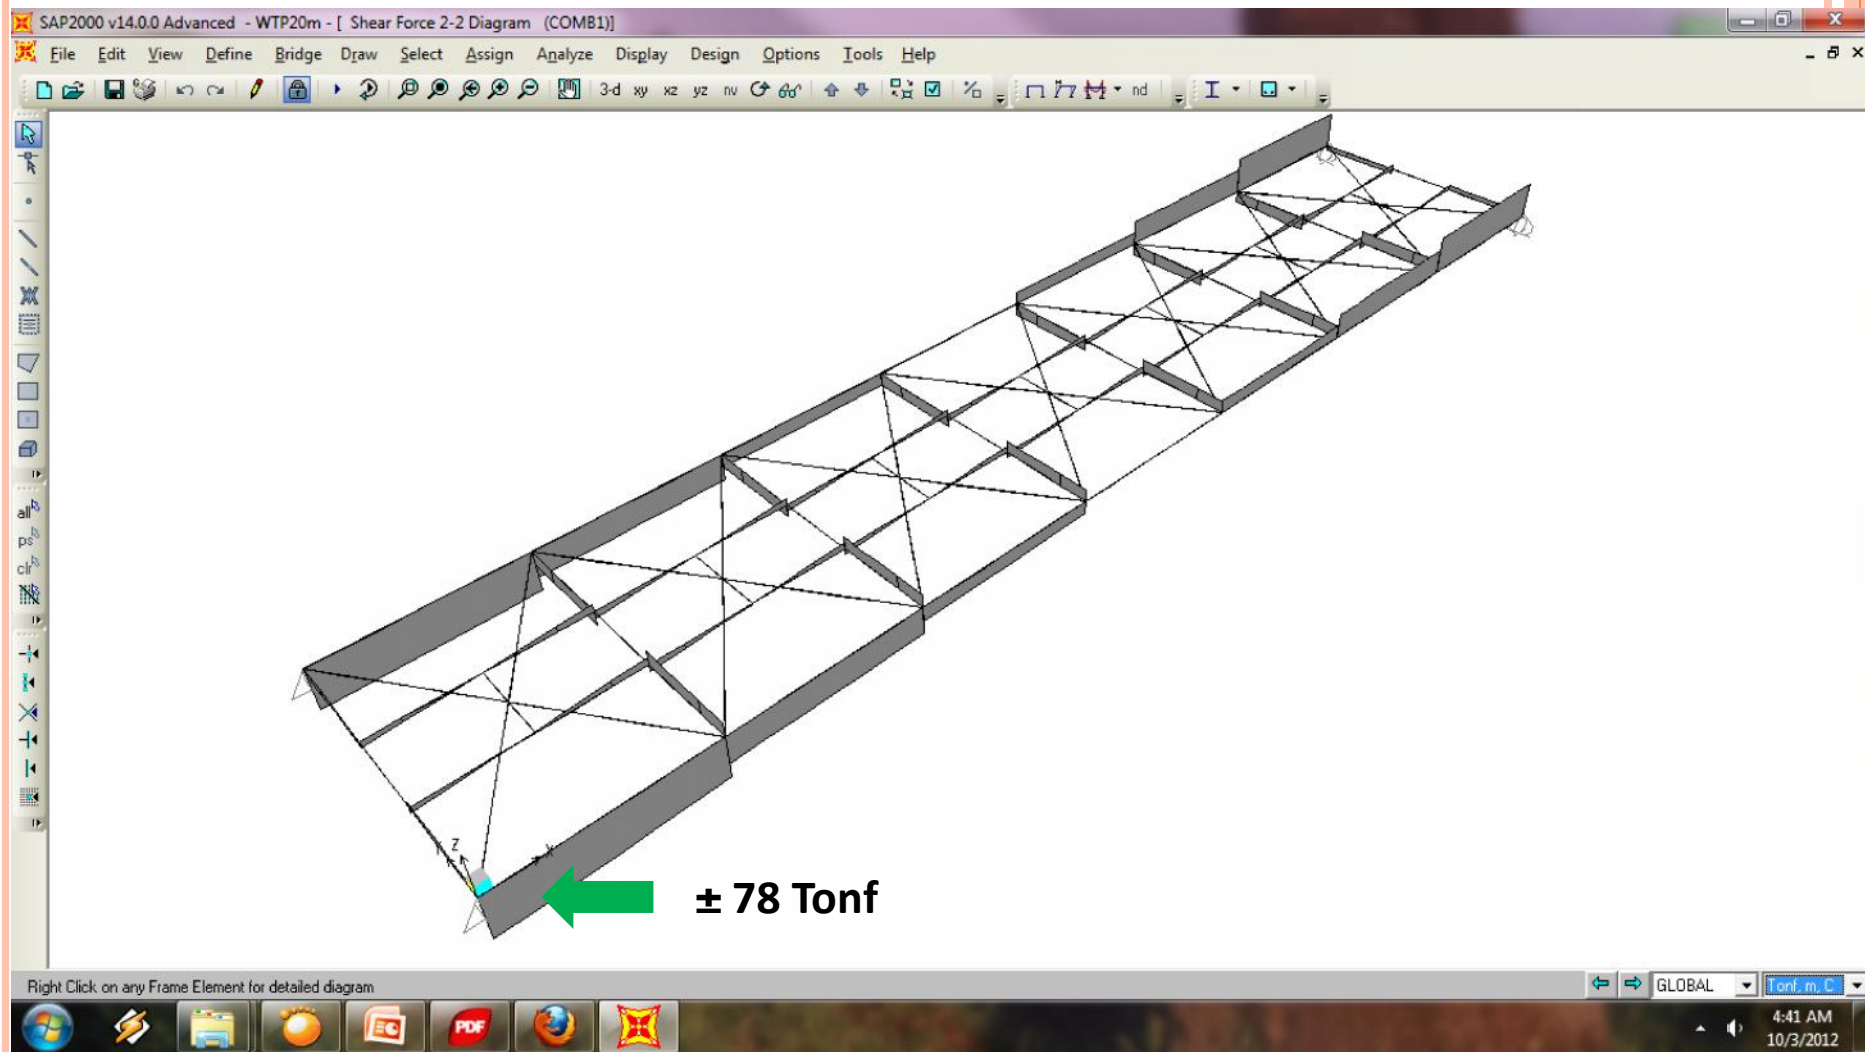 SAP2000 v14.0.0 Advanced - WTP20m - [ Shear Force 2-2 Diagram (COMB1)]
File Edit View Define Bridge Draw Select Assign Analyze Display Design Options Tools Help
3-d xy xz yz nv nd
all
ps
clr
Z
X
± 78 Tonf
Right Click on any Frame Element for detailed diagram
GLOBAL
Tonf, m, C
PDF
4:41 AM
10/3/2012